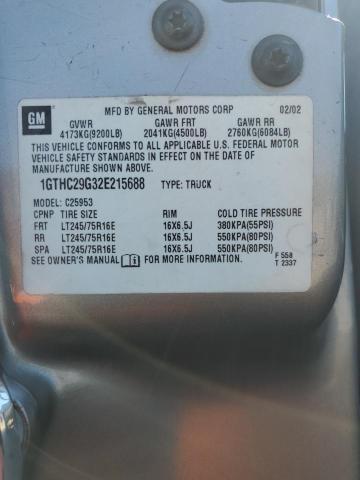 MFD BY GENERAL MOTORS CORP 02/02
GM
GVWR GAWR FRT GAWR RR
4173KG(9200LB) 2041KG(4500LB) 2760KG(6084LB)
THIS VEHICLE CONFORMS TO ALL APPLICABLE U.S. FEDERAL MOTOR
VEHICLE SAFETY STANDARDS IN EFFECT ON THE DATE OF
MANUFACTURE SHOWN ABOVE.
1GTHC29G32E215688 TYPE: TRUCK
MODEL: C25953
CPNP TIRE SIZE RIM COLD TIRE PRESSURE
FRT LT245/75R16E 16X6.5J 380KPA(55PSI)
RR LT245/75R16E 16X6.5J 550KPA(80PSI)
SPA LT245/75R16E 16X6.5J 550KPA(80PSI)
SEE OWNER'S MANUAL FOR MORE INFORMATION. F 558
T 2337